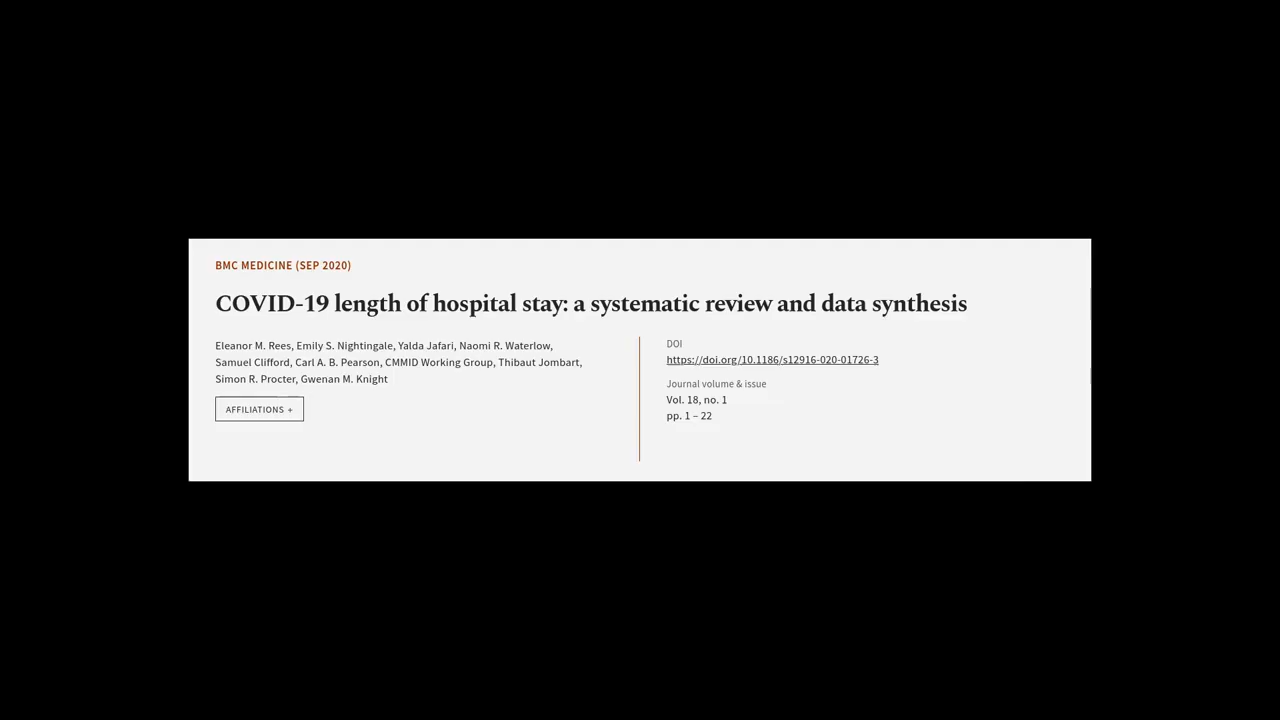 BMC MEDICINE (SEP 2020)
COVID-19 length of hospital stay: a systematic review and data synthesis
Eleanor M. Rees, Emily S. Nightingale, Yalda Jafari, Naomi R. Waterlow,
Samuel Clifford, Carl A. B. Pearson, CMMID Working Group, Thibaut Jombart,
Simon R. Procter, Gwenan M. Knight
AFFILIATIONS +
DOI
https://doi.org/10.1186/s12916-020-01726-3
Journal volume & issue
Vol. 18, no. 1
pp. 1 – 22